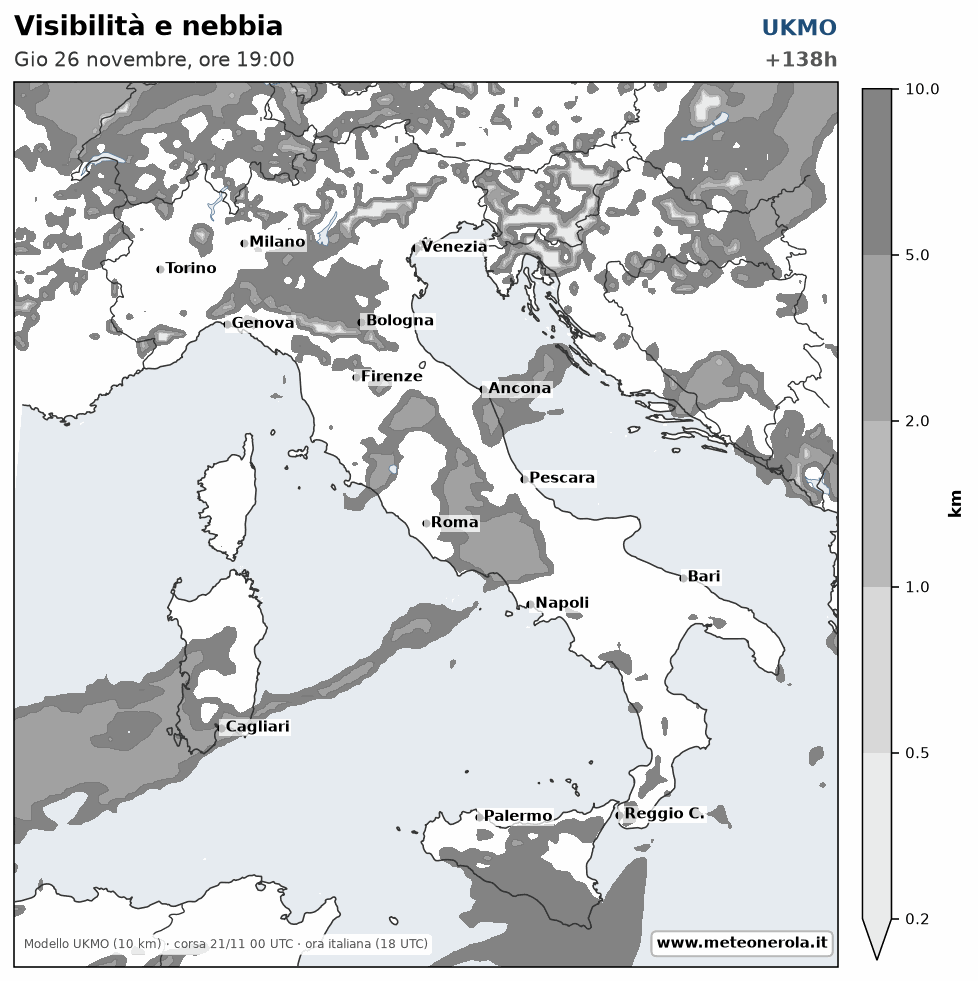 Visibilità e nebbia
UKMO
Gio 26 novembre, ore 19:00
+138h
10.0
5.0
2.0
1.0
0.5
0.2
km
Milano
Venezia
Torino
Genova
Bologna
Firenze
Ancona
Pescara
Roma
Bari
Napoli
Cagliari
Palermo
Reggio C.
Modello UKMO (10 km) · corsa 21/11 00 UTC · ora italiana (18 UTC)
www.meteonerola.it